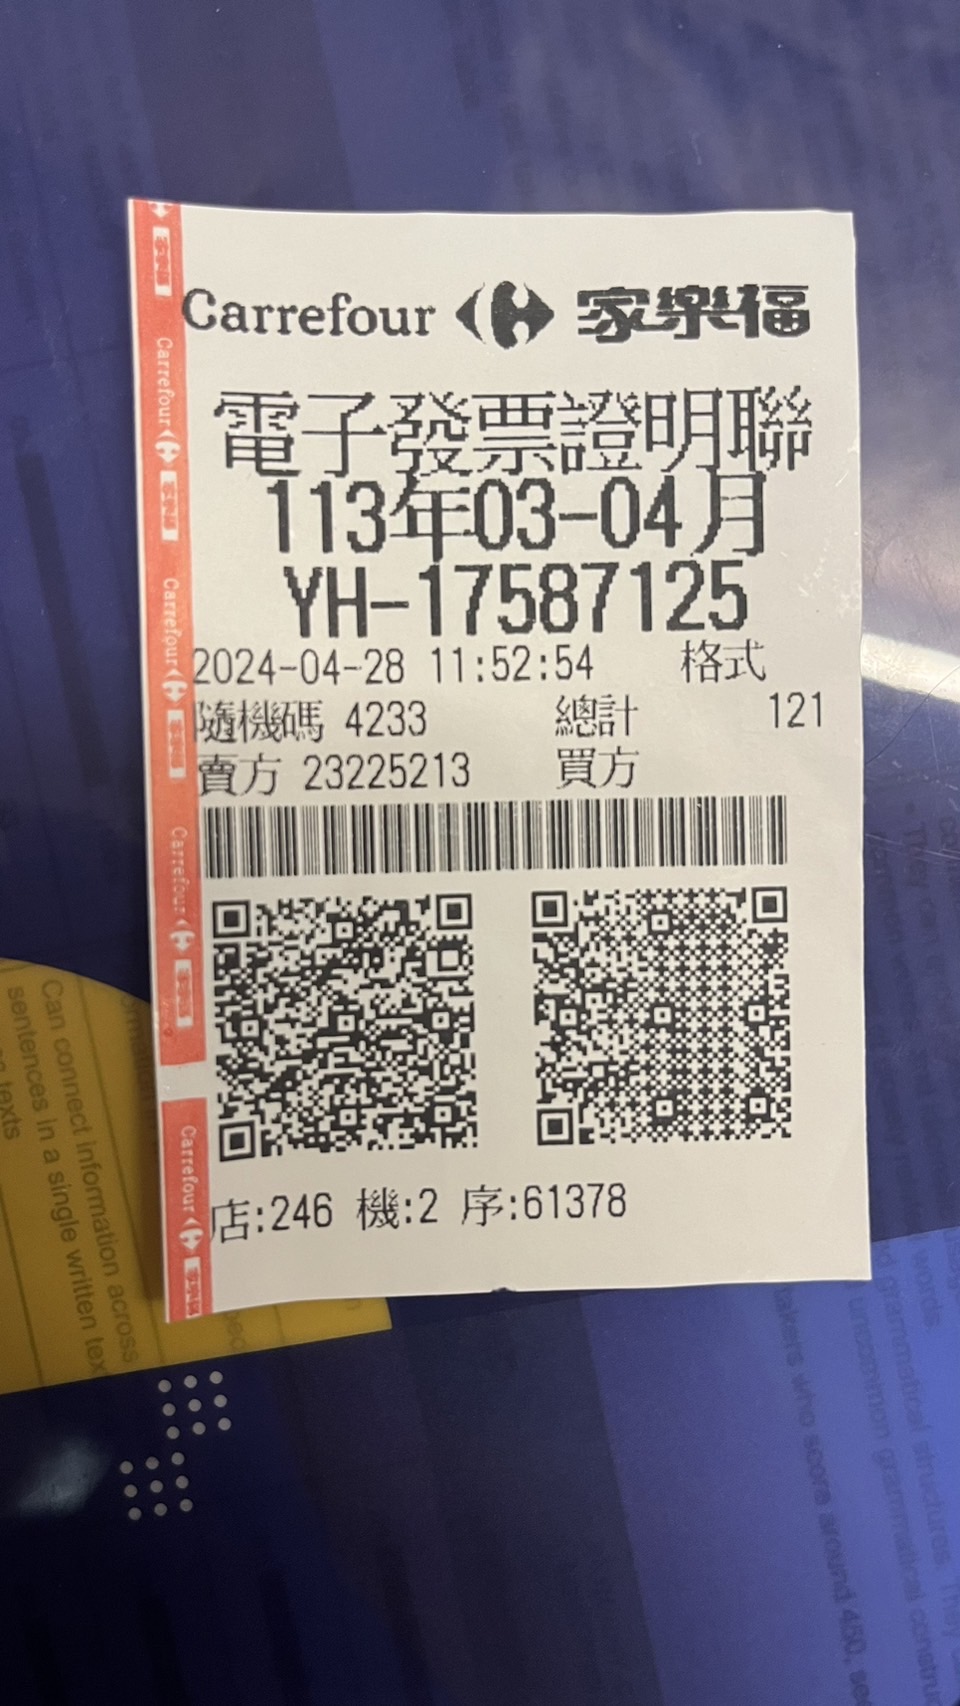 Carrefour 家樂福
電子發票證明聯
113年03-04月
YH-17587125
2024-04-28 11:52:54 格式
隨機碼 4233 總計 121
賣方 23225213 買方
店:246 機:2 序:61378
Carrefour
Carrefour
Carrefour
Carrefour
Can connect information across
sentences in a single written
texts
words.
grammatical structures. They
uncommon grammatical
takers who score around 450,